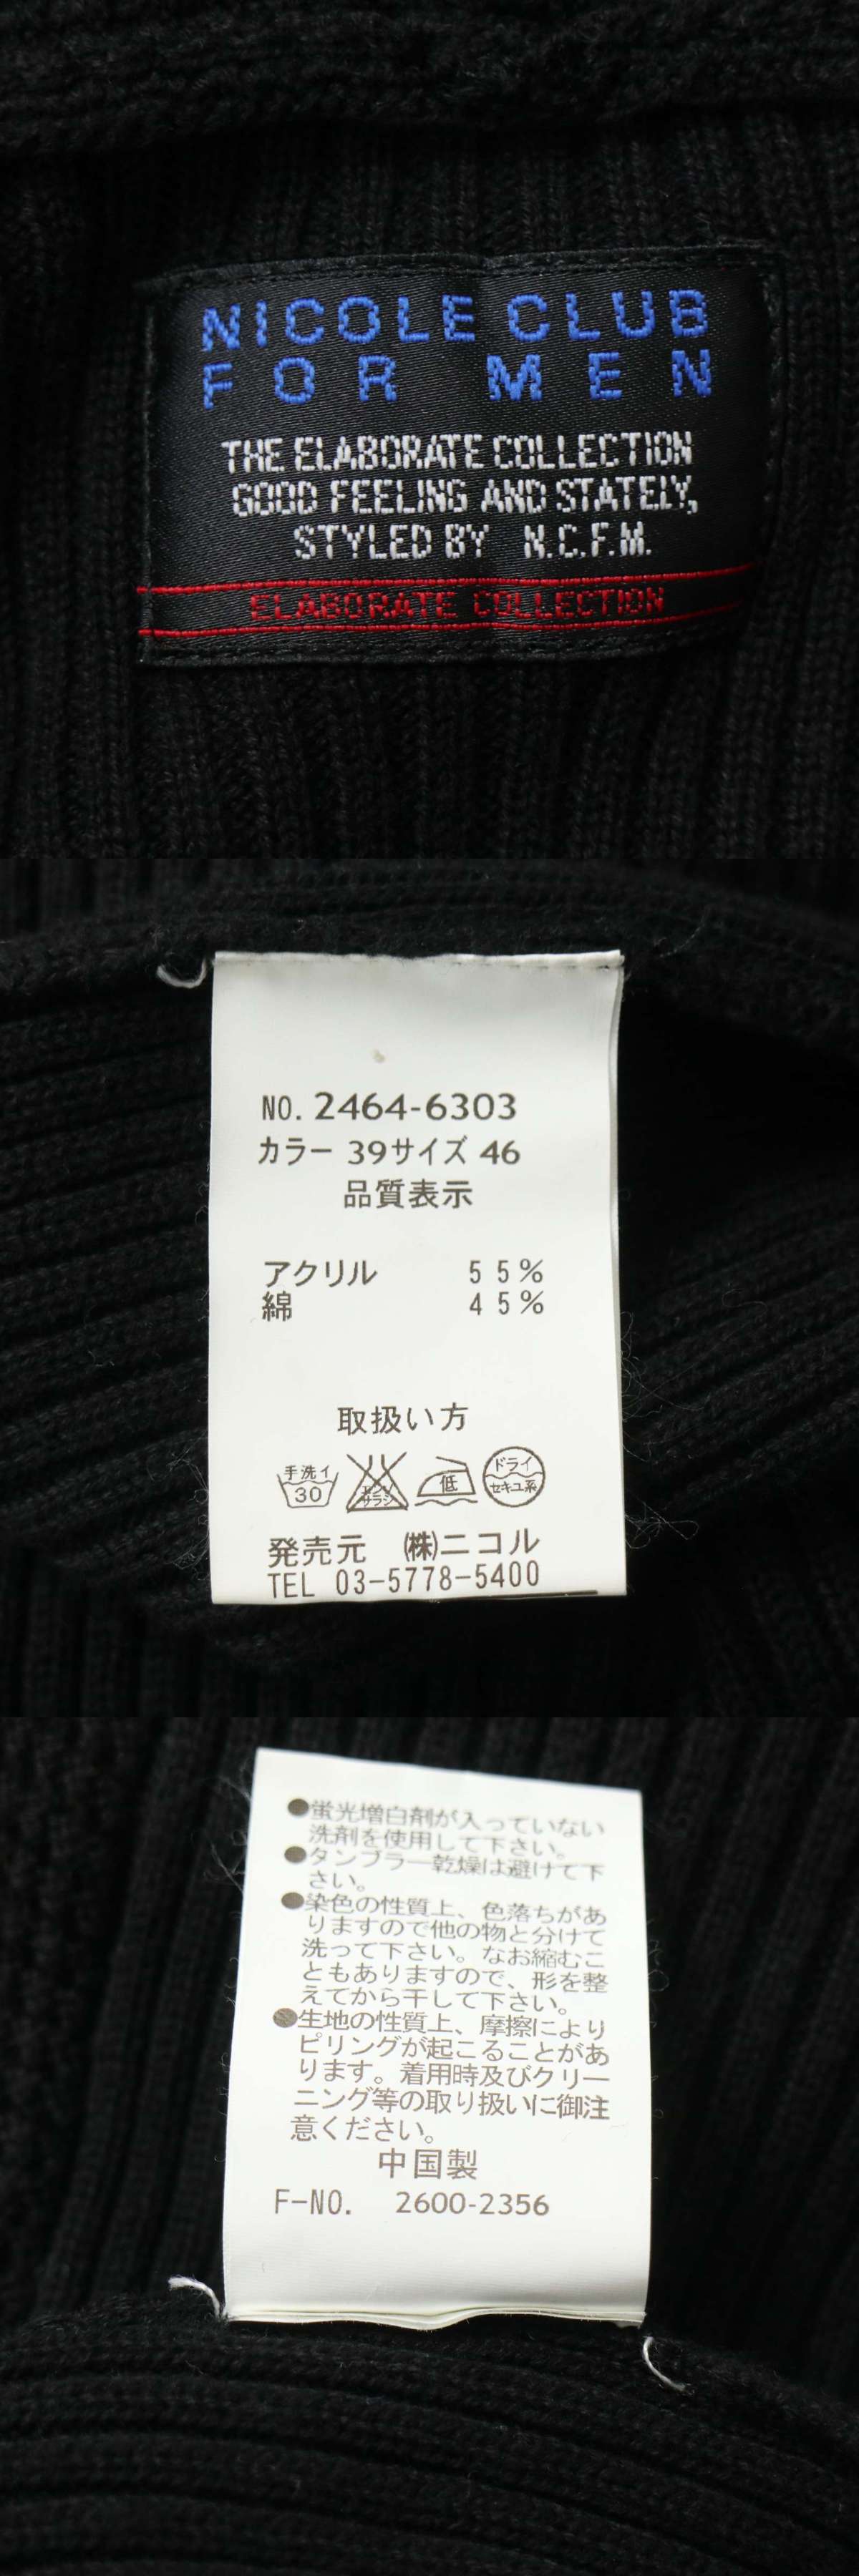 NICOLE CLUB
FOR MEN
THE ELABORATE COLLECTION
GOOD FEELING AND STATELY,
STYLED BY N.C.F.M.
ELABORATE COLLECTION
NO. 2464-6303
カラー 39サイズ 46
品質表示
アクリル 55%
綿 45%
取扱い方
手洗イ
30
エンソ
サラシ
低
ドライ
セキユ系
発売元 ㈱ニコル
TEL 03-5778-5400
●蛍光増白剤が入っていない
洗剤を使用して下さい。
●タンブラー乾燥は避けて下
さい。
●染色の性質上、色落ちがあ
りますので他の物と分けて
洗って下さい。なお縮むこ
ともありますので、形を整
えてから干して下さい。
●生地の性質上、摩擦により
ピリングが起こることがあ
ります。着用時及びクリー
ニング等の取り扱いに御注
意ください。
中国製
F-NO. 2600-2356